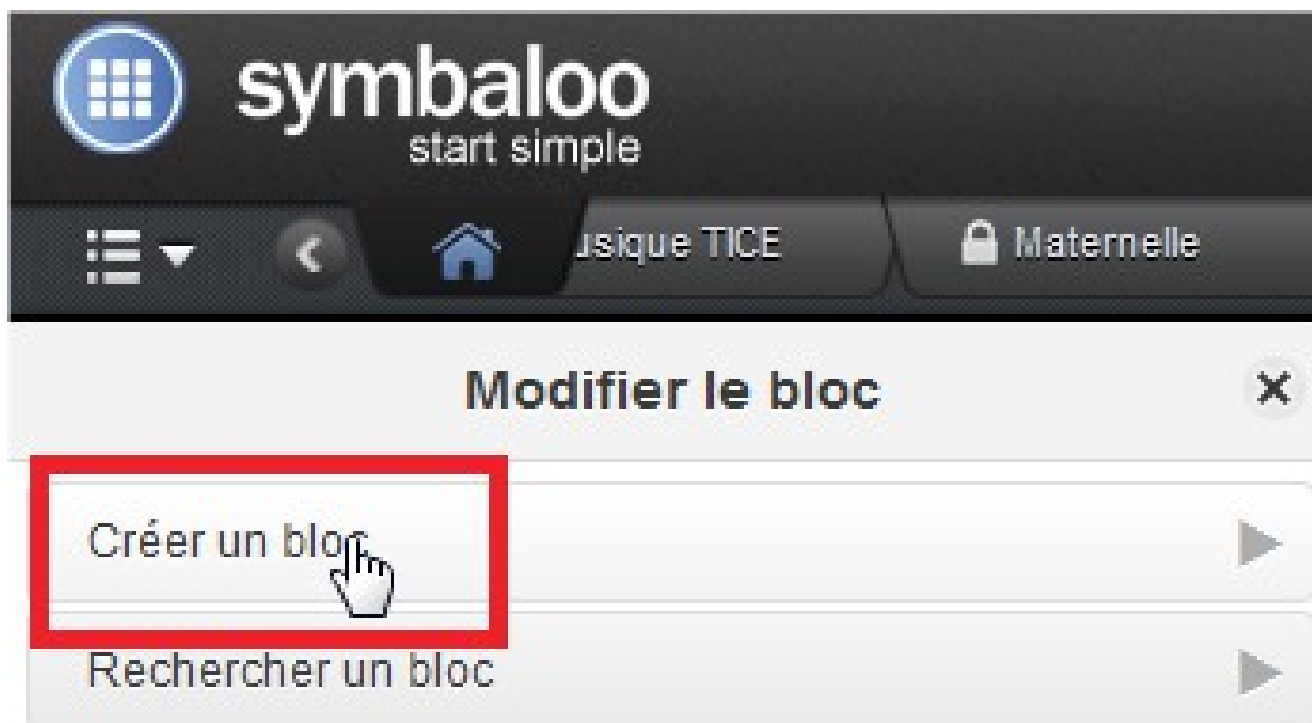 symbaloo
start simple
usique TICE
Maternelle
Modifier le bloc
Créer un bloc
Rechercher un bloc